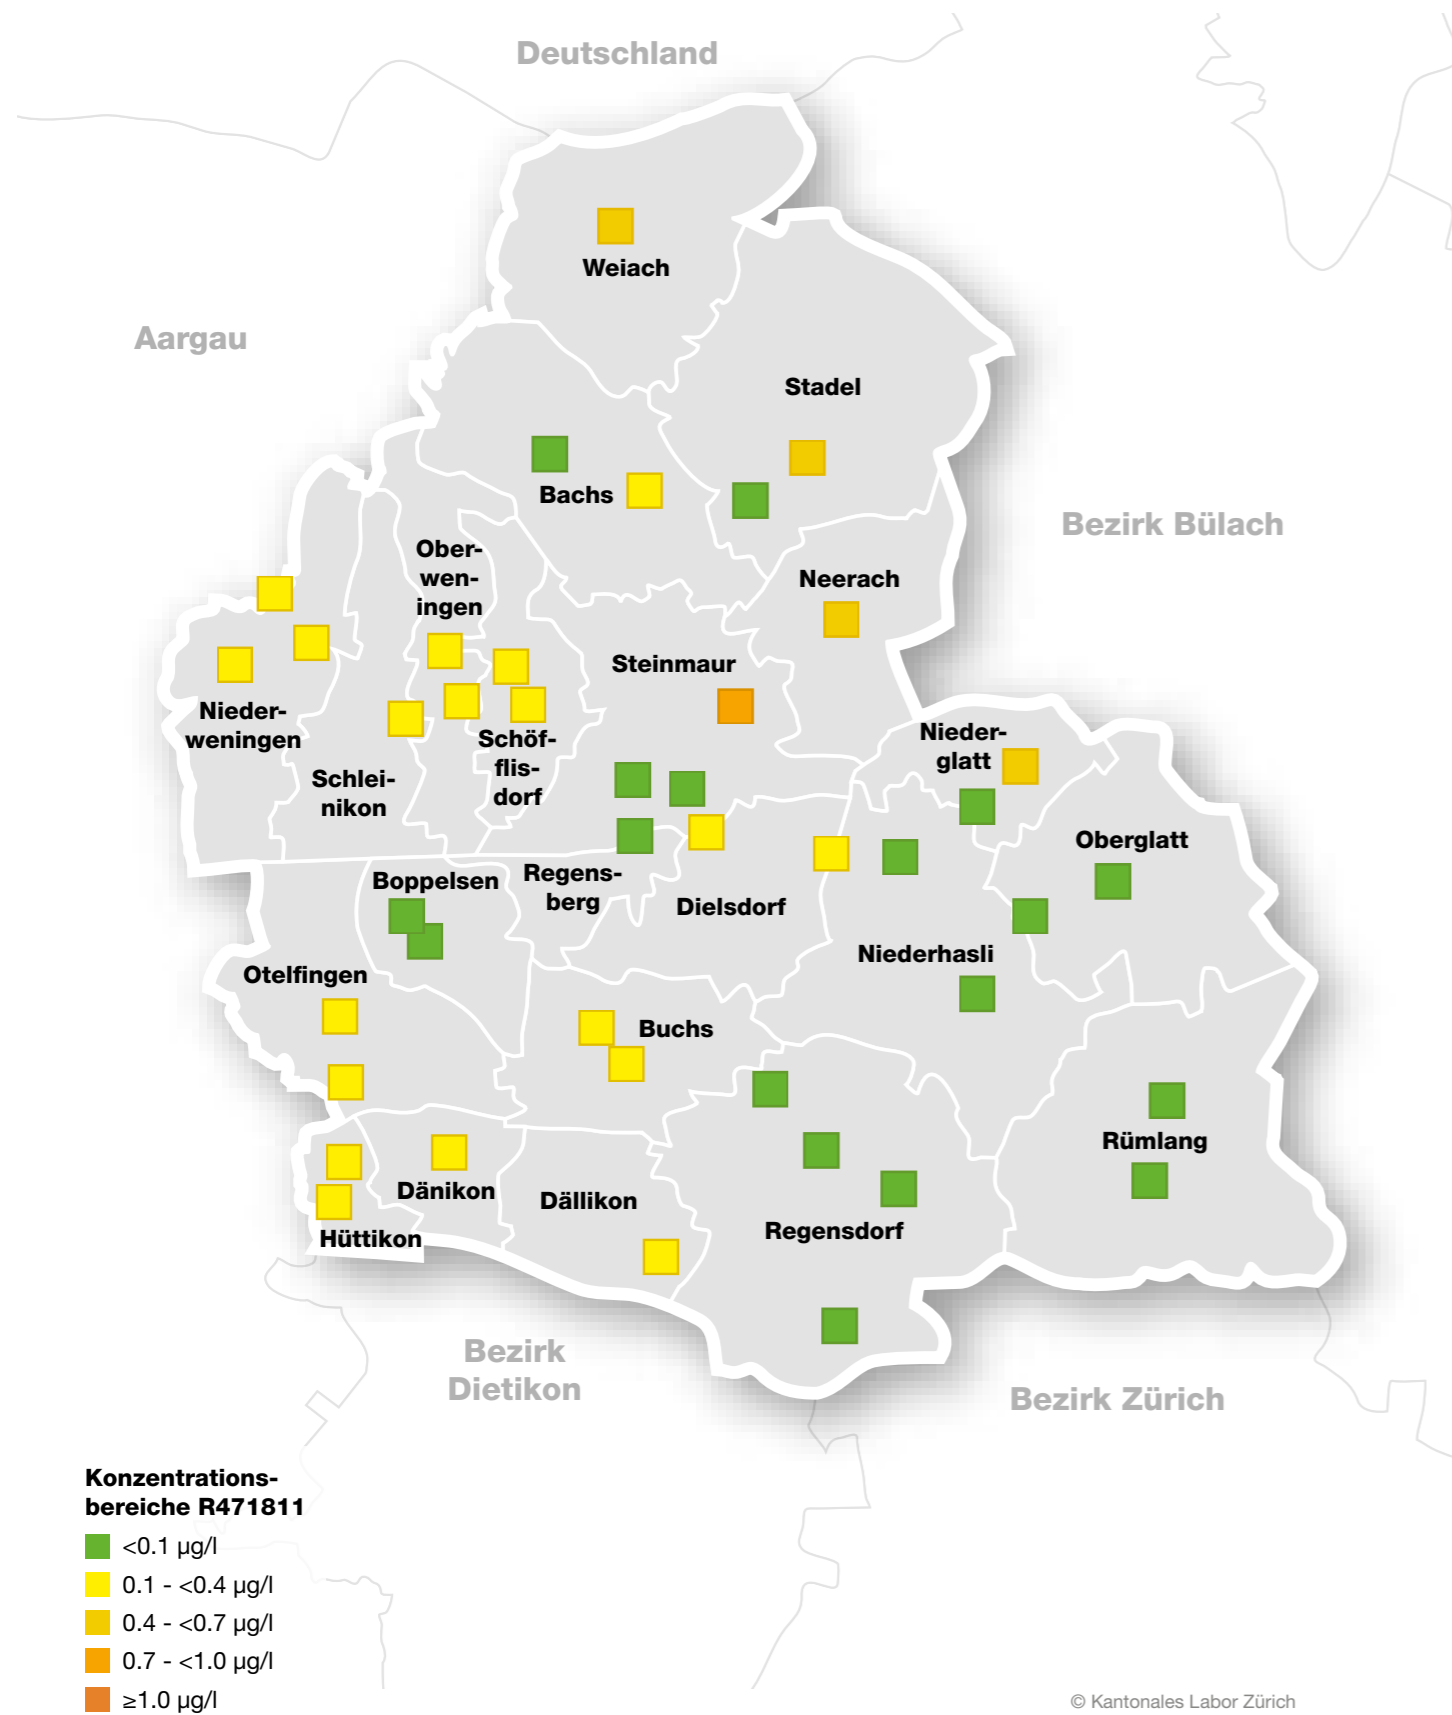 Deutschland
Weiach
Aargau
Stadel
Bachs
Bezirk Bülach
Ober-
wen-
ingen
Neerach
Steinmaur
Nieder-
weningen
Schöf-
flis-
dorf
Nieder-
glatt
Schlei-
nikon
Oberglatt
Boppelsen
Regens-
berg
Dielsdorf
Niederhasli
Otelfingen
Buchs
Rümlang
Dänikon
Dällikon
Regensdorf
Hüttikon
Bezirk
Dietikon
Bezirk Zürich
Konzentrations-
bereiche R471811
<0.1 µg/l
0.1 - <0.4 µg/l
0.4 - <0.7 µg/l
0.7 - <1.0 µg/l
≥1.0 µg/l
© Kantonales Labor Zürich